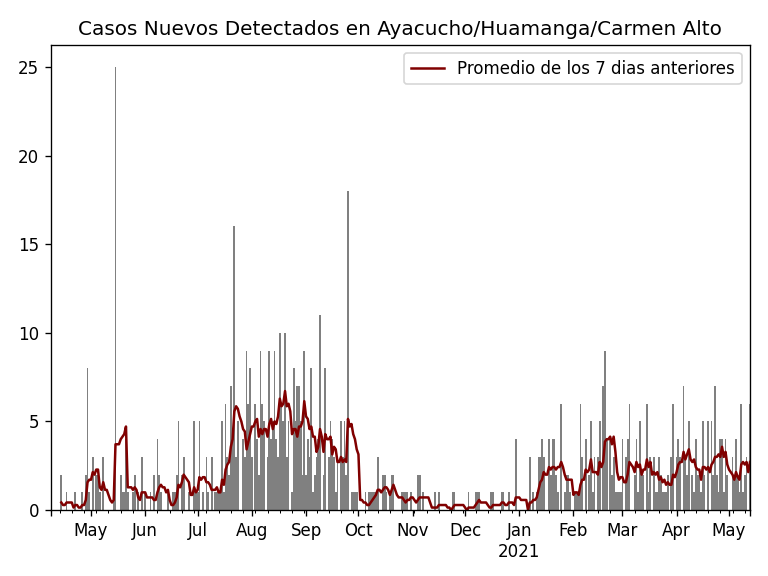 Casos Nuevos Detectados en Ayacucho/Huamanga/Carmen Alto
Promedio de los 7 dias anteriores
25
20
15
10
5
0
May Jun Jul Aug Sep Oct Nov Dec Jan Feb Mar Apr May
2021